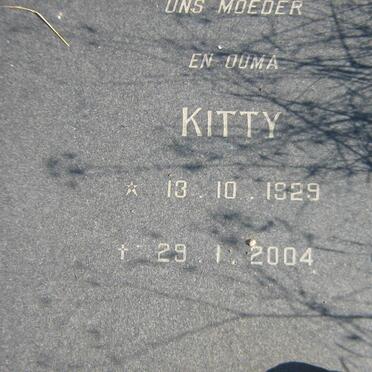 ONS MOEDER
EN OUMA
KITTY
☆ 13.10.1929
† 29.1.2004